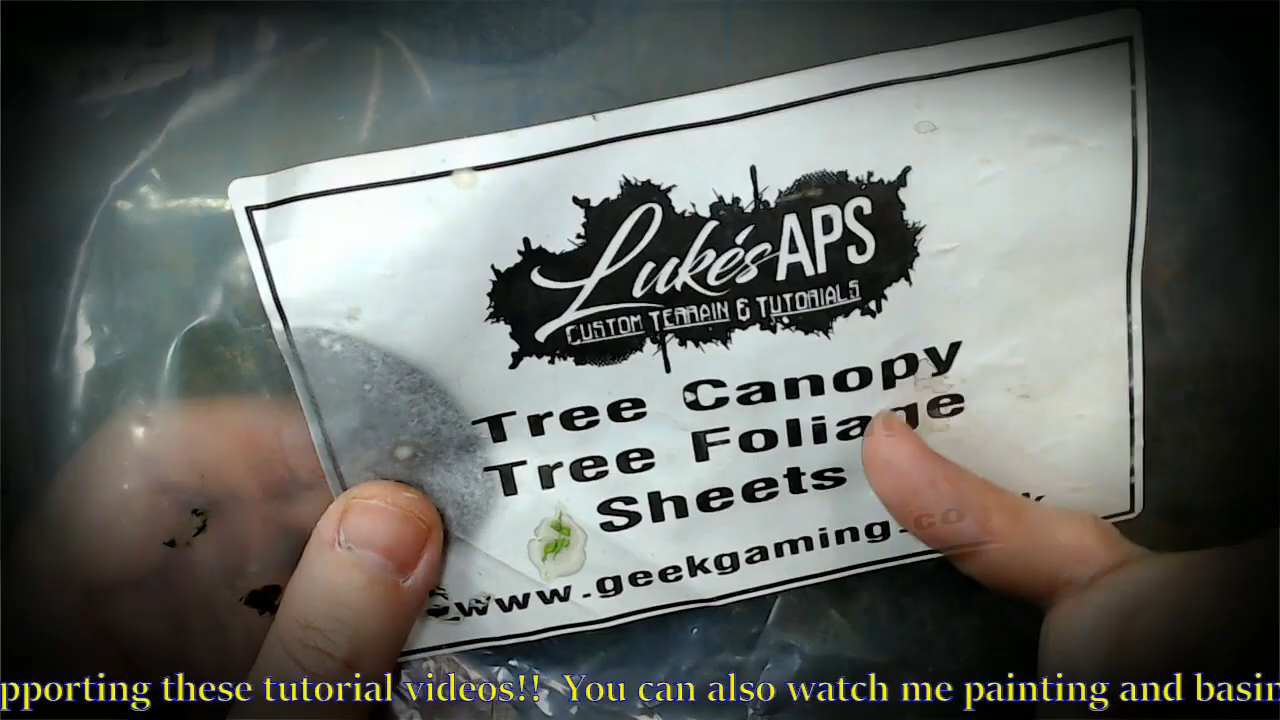 Luke's APS
CUSTOM TERRAIN & TUTORIALS
Tree Canopy
Tree Foliage
Sheets
www.geekgaming.co
pporting these tutorial videos!!  You can also watch me painting and basin